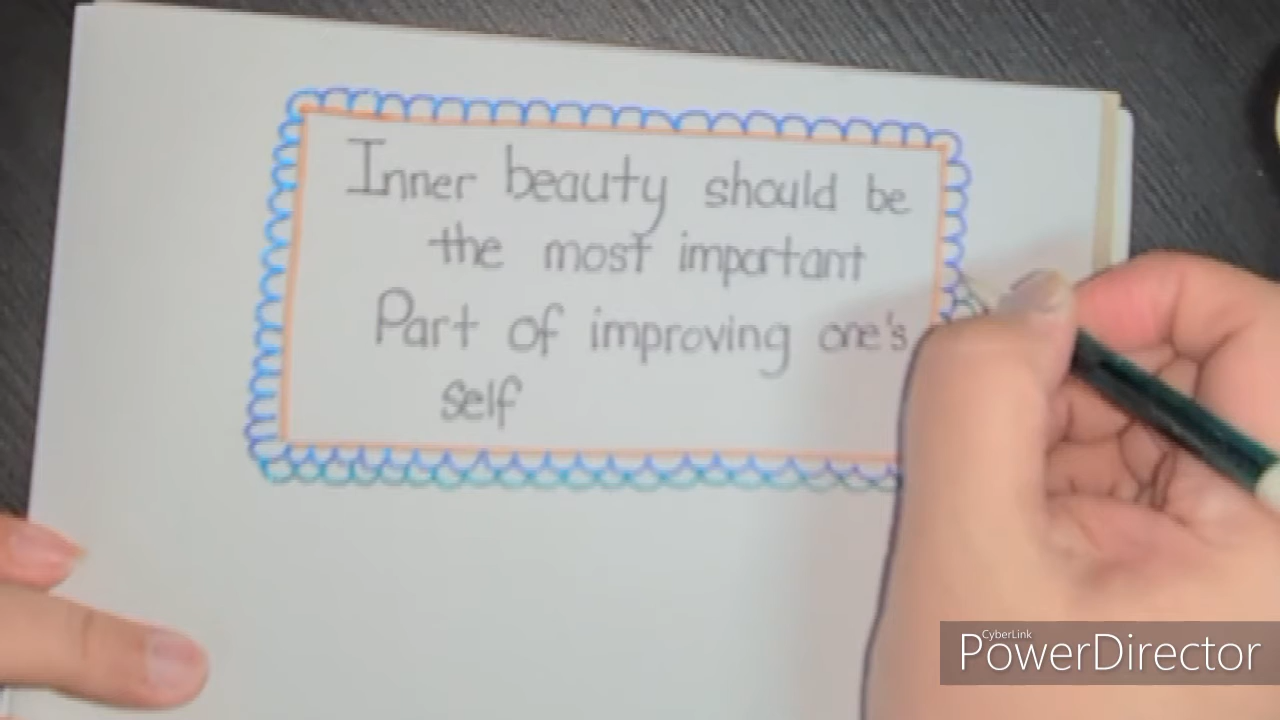 Inner beauty should be
the most important
Part of improving one's
self
CyberLink
PowerDirector